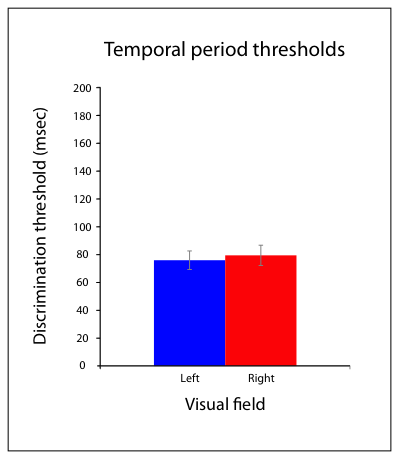 Temporal period thresholds
Discrimination threshold (msec)
200
180
160
140
120
100
80
60
40
20
0
Left Right
Visual field